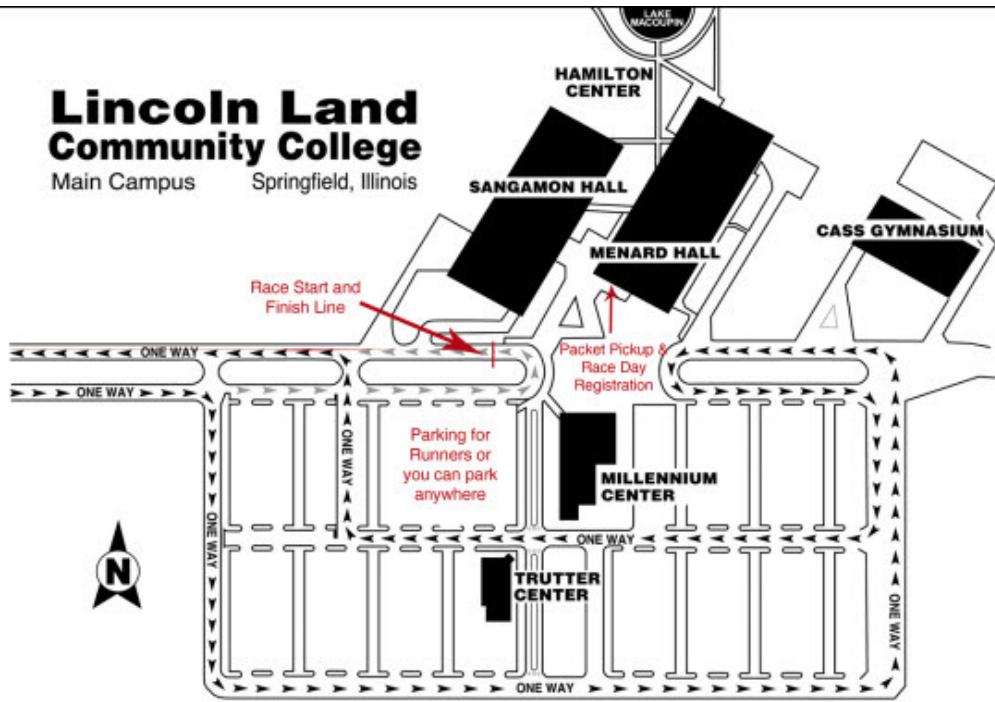 LAKE
MACOUPIN
HAMILTON
CENTER
Lincoln Land
Community College
Main Campus Springfield, Illinois
SANGAMON HALL
CASS GYMNASIUM
MENARD HALL
Race Start and
Finish Line
Packet Pickup &
Race Day
Registration
ONE WAY
ONE WAY
ONE WAY
Parking for
Runners or
you can park
anywhere
MILLENNIUM
CENTER
ONE WAY
ONE WAY
N
TRUTTER
CENTER
ONE WAY
ONE WAY